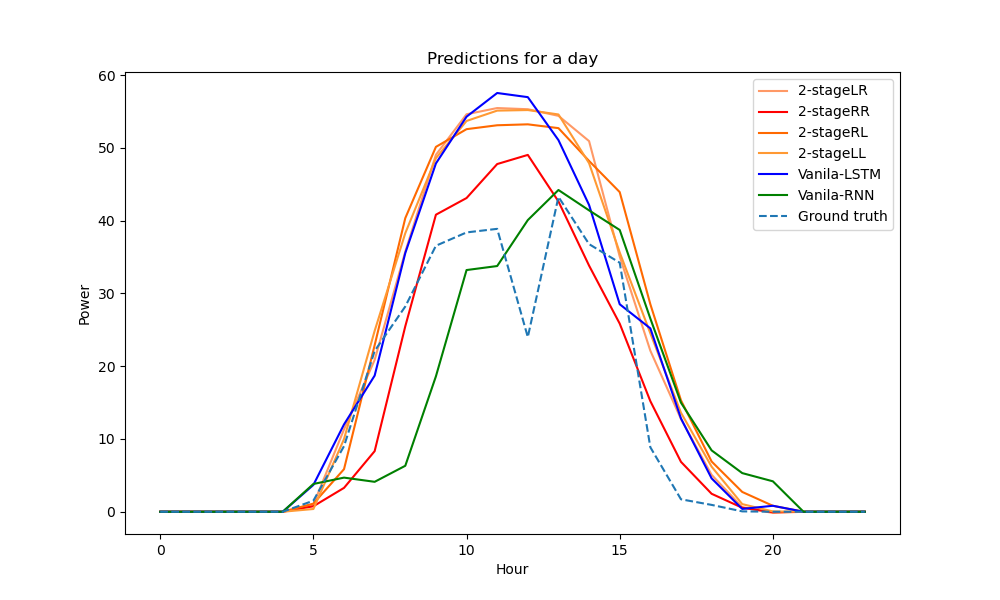 Predictions for a day
60
50
40
30
20
10
0
Power
0 5 10 15 20
Hour
2-stageLR
2-stageRR
2-stageRL
2-stageLL
Vanila-LSTM
Vanila-RNN
Ground truth